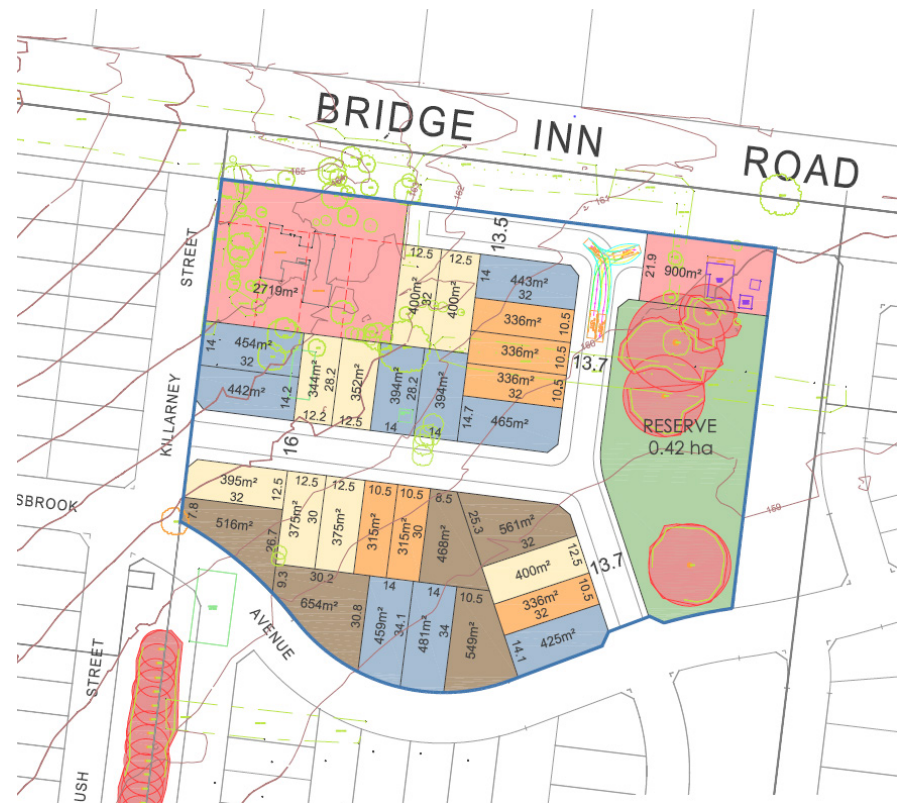 BRIDGE INN ROAD
165
162
161
STREET
13.5
12.5
12.5
14
443m²
32
21.9
900m²
2719m²
400m²
32
400m²
336m²
10.5
160
336m²
10.5
13.7
14
454m²
32
344m²
28.2
352m²
394m²
28.2
394m²
336m²
32
10.5
442m²
14.2
12.2
12.5
14
14
14.7
465m²
RESERVE
0.42 ha
KILLARNEY
16
395m²
32
12.5
12.5
12.5
10.5
10.5
8.5
159
SBROOK
7.8
516m²
375m²
30
375m²
315m²
315m²
30
468m²
25.3
561m²
32
26.7
12.5
13.7
400m²
9.3
30.2
14
14
10.5
336m²
32
10.5
654m²
30.8
459m²
34.1
481m²
34
549m²
14.1
425m²
AVENUE
STREET
USH